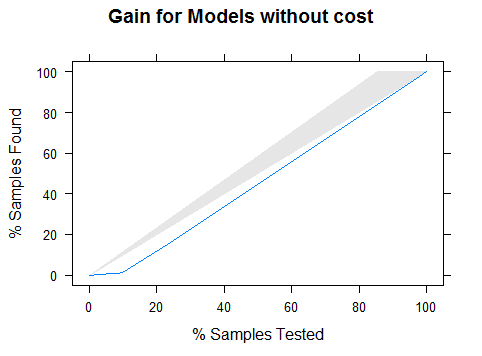 Gain for Models without cost
% Samples Found
100
80
60
40
20
0
0 20 40 60 80 100
% Samples Tested